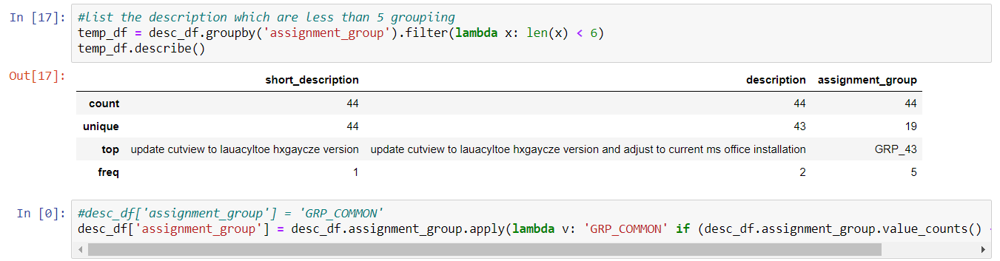 In [17]: #list the description which are less than 5 groupiing
temp_df = desc_df.groupby('assignment_group').filter(lambda x: len(x) < 6)
temp_df.describe()
Out[17]:
short_description description assignment_group
count 44 44 44
unique 44 43 19
top update cutview to lauacyltoe hxgaycze version update cutview to lauacyltoe hxgaycze version and adjust to current ms office installation GRP_43
freq 1 2 5
In [0]: #desc_df['assignment_group'] = 'GRP_COMMON'
desc_df['assignment_group'] = desc_df.assignment_group.apply(lambda v: 'GRP_COMMON' if (desc_df.assignment_group.value_counts()